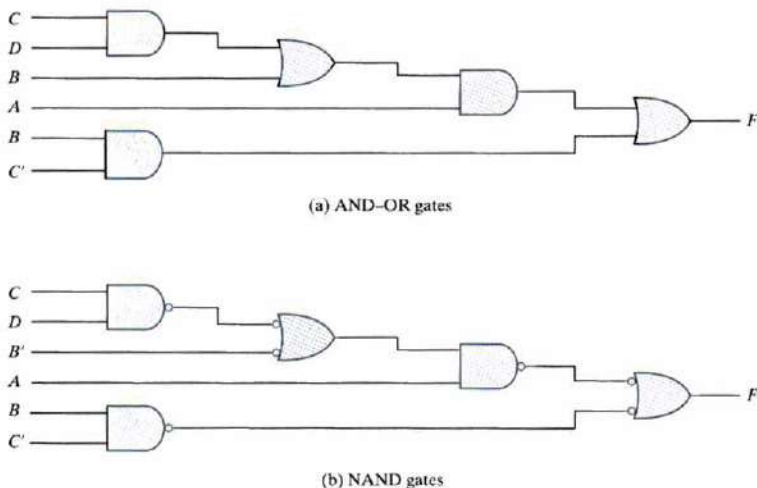 C
D
B
A
B
C'
F
(a) AND–OR gates
C
D
B'
A
B
C'
F
(b) NAND gates